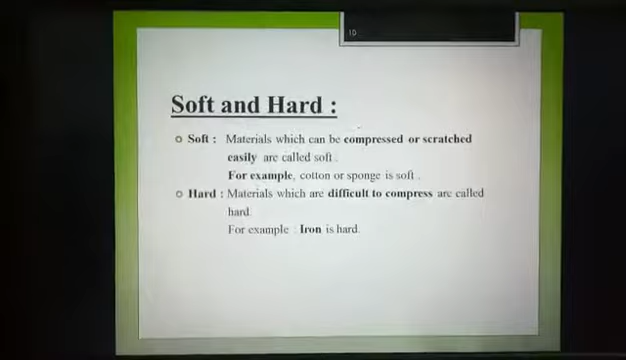 10
Soft and Hard :
Soft : Materials which can be compressed or scratched
easily are called soft.
For example, cotton or sponge is soft.
Hard : Materials which are difficult to compress are called
hard.
For example : Iron is hard.